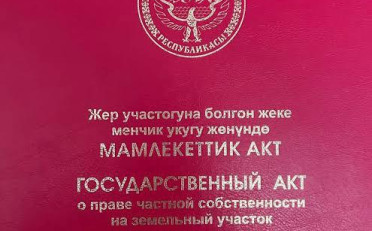 РЕСПУБЛИКАСЫ
Жер участогуна болгон жеке
менчик укугу жөнүндө
МАМЛЕКЕТТИК АКТ
ГОСУДАРСТВЕННЫЙ АКТ
о праве частной собственности
на земельный участок